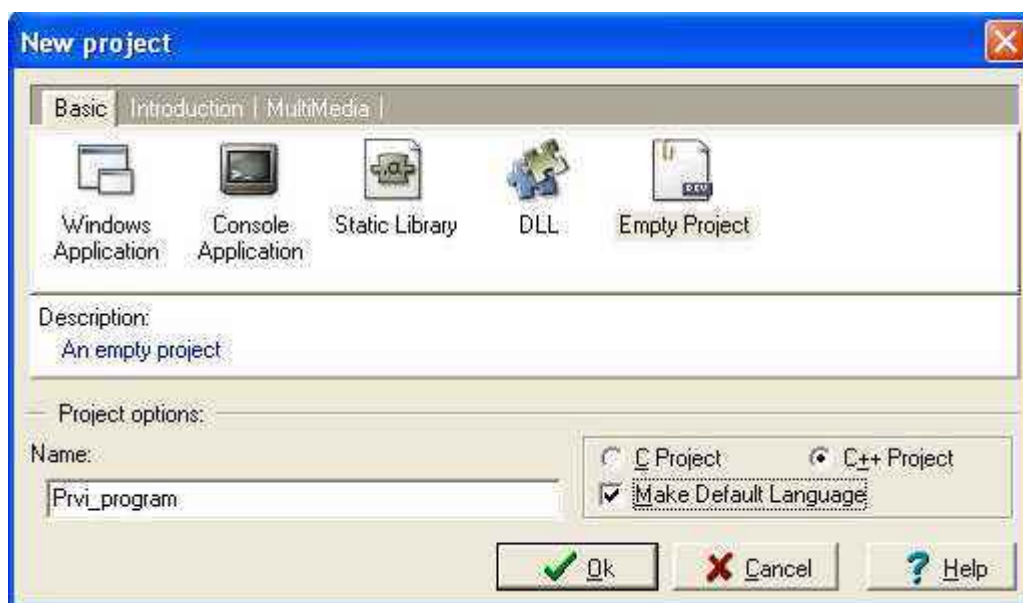 New project
Basic Introduction | MultiMedia |
.a
Windows Application
Console Application
Static Library
DLL
DEV
Empty Project
Description:
An empty project
Project options:
Name:
Prvi_program
C Project
C++ Project
Make Default Language
Ok
Cancel
? Help